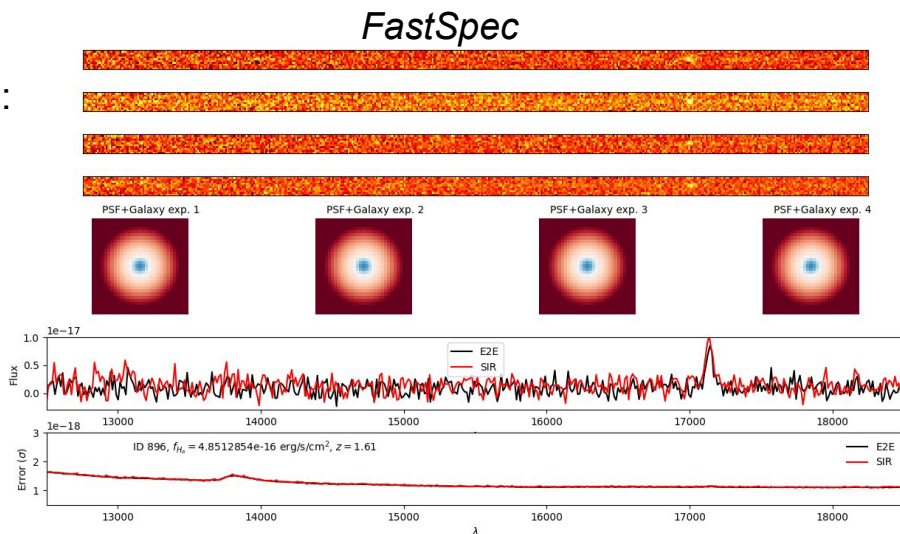 FastSpec
:
PSF+Galaxy exp. 1 PSF+Galaxy exp. 2 PSF+Galaxy exp. 3 PSF+Galaxy exp. 4
1e−17
1.0
0.5
0.0
Flux
E2E
SIR
13000 14000 15000 16000 17000 18000
1e−18
3
2
1
Error (σ)
ID 896, f_{H_α} = 4.8512854e-16 erg/s/cm², z = 1.61
E2E
SIR
13000 14000 15000 16000 17000 18000
λ